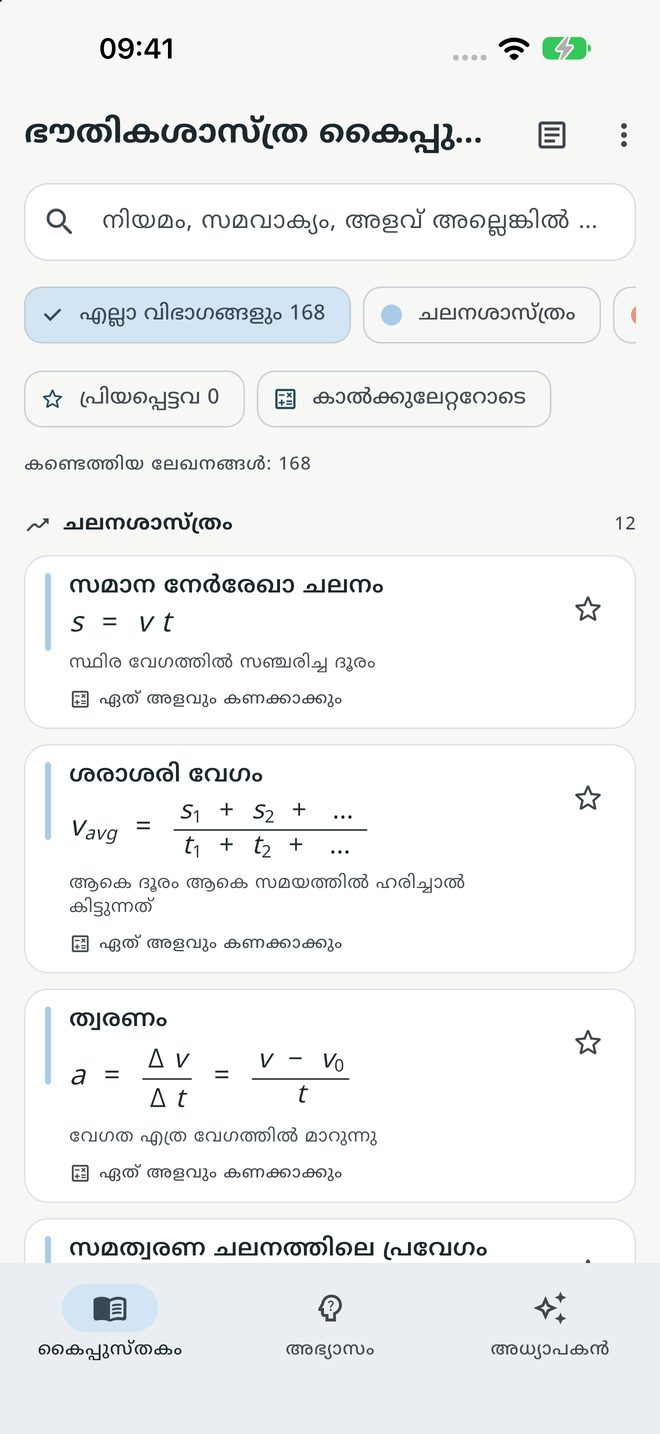 09:41
ഭൗതികശാസ്ത്ര കൈപ്പു...
നിയമം, സമവാക്യം, അളവ് അല്ലെങ്കിൽ ...
എല്ലാ വിഭാഗങ്ങളും 168
ചലനശാസ്ത്രം
പ്രിയപ്പെട്ടവ 0
കാൽക്കുലേറ്ററോടെ
കണ്ടെത്തിയ ലേഖനങ്ങൾ: 168
ചലനശാസ്ത്രം 12
സമാന നേർരേഖാ ചലനം
s = v t
സ്ഥിര വേഗത്തിൽ സഞ്ചരിച്ച ദൂരം
ഏത് അളവും കണക്കാക്കും
ശരാശരി വേഗം
v_avg = (s₁ + s₂ + ...) / (t₁ + t₂ + ...)
ആകെ ദൂരം ആകെ സമയത്തിൽ ഹരിച്ചാൽ
കിട്ടുന്നത്
ഏത് അളവും കണക്കാക്കും
ത്വരണം
a = Δ v / Δ t = (v − v₀) / t
വേഗത എത്ര വേഗത്തിൽ മാറുന്നു
ഏത് അളവും കണക്കാക്കും
സമത്വരണ ചലനത്തിലെ പ്രവേഗം
കൈപ്പുസ്തകം
അഭ്യാസം
അധ്യാപകൻ